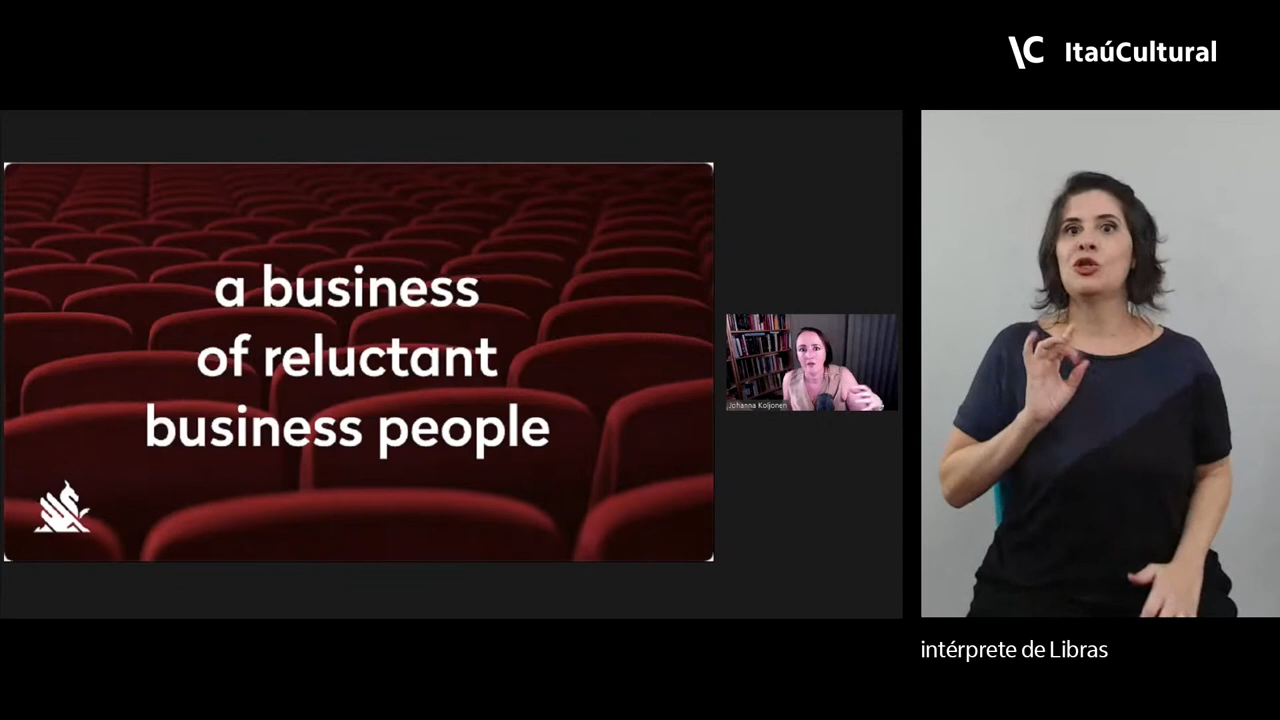 ItaúCultural
a business
of reluctant
business people
Johanna Koljonen
intérprete de Libras